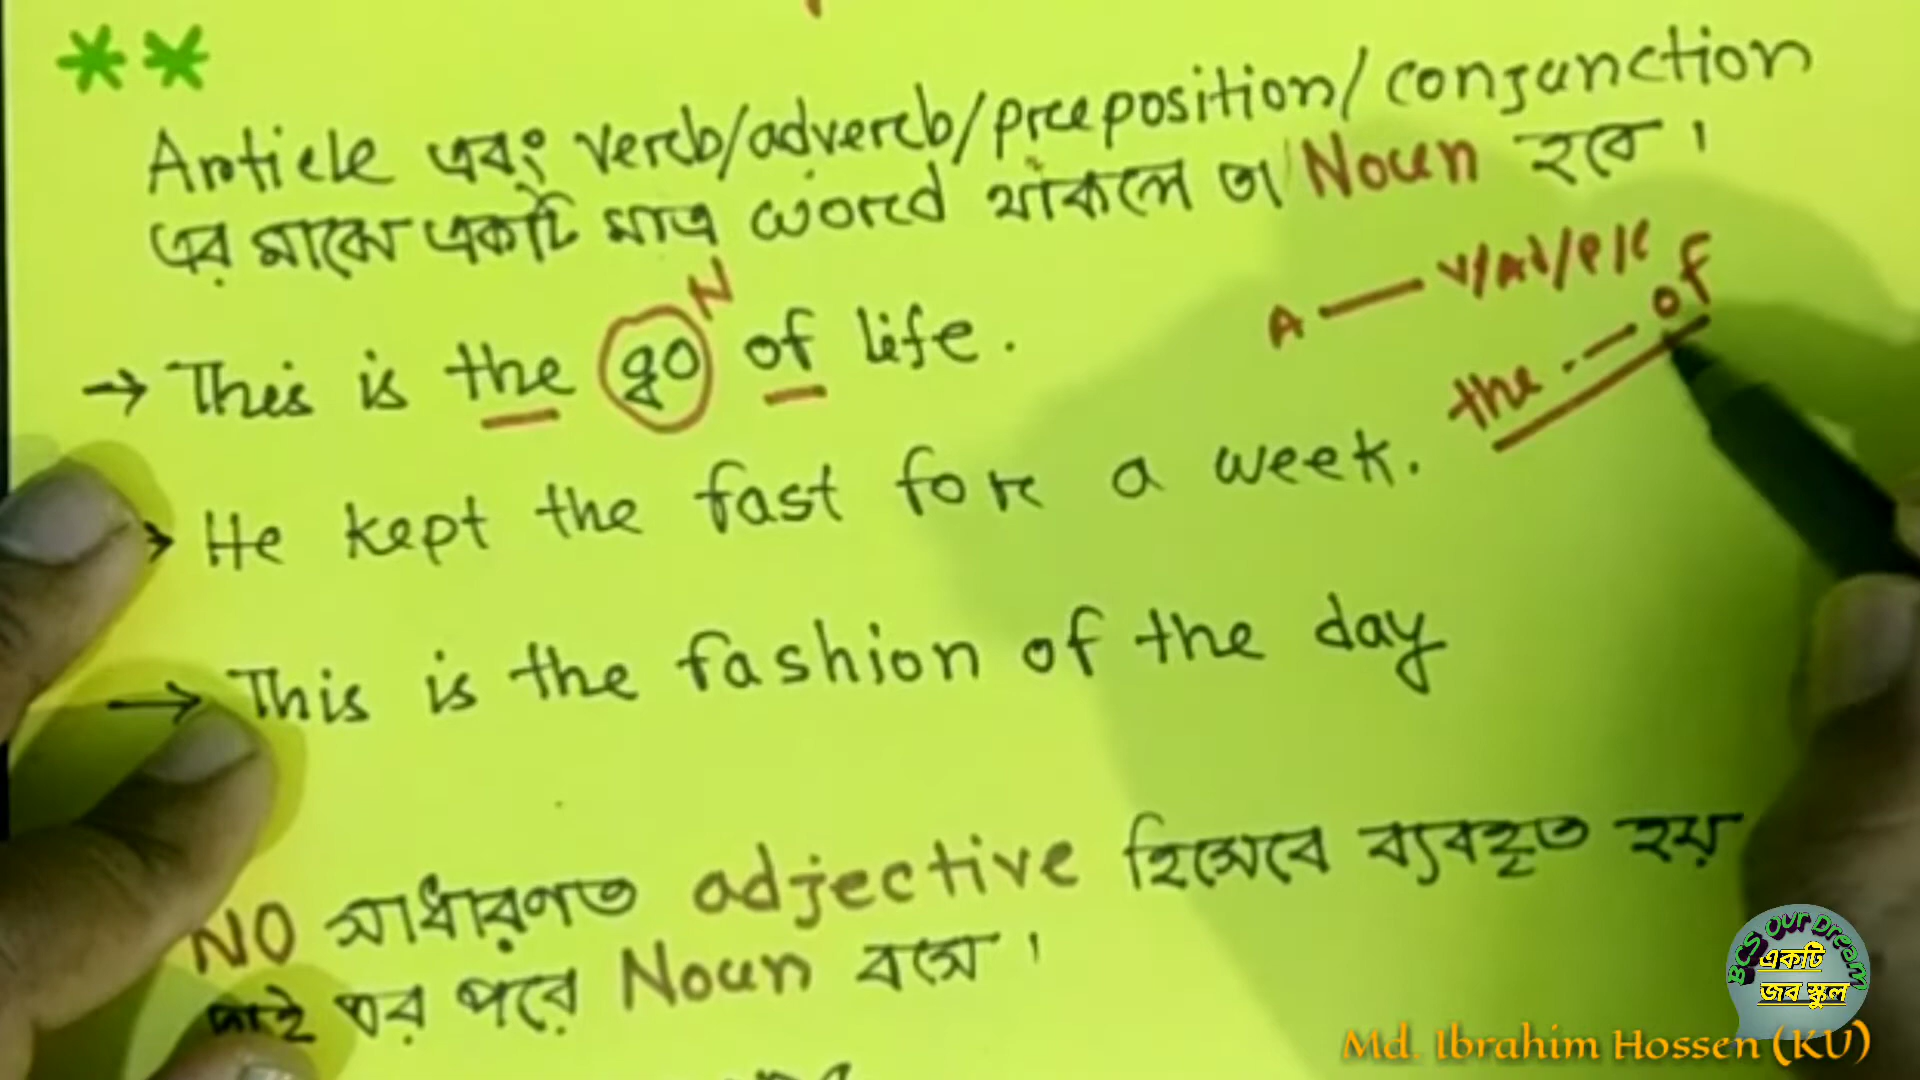 **
Article এবং verb/adverb/preposition/conjunction
এর মাঝে একটি মাত্র word থাকলে তা Noun হবে।
A — V/Ad/P/C
the -- of
N
→ This is the go of life.
→ He kept the fast for a week.
→ This is the fashion of the day
NO সাধারণত adjective হিসেবে ব্যবহৃত হয়
তাই এর পরে Noun বসে।
BCS Our Dream
একটি
জব স্কুল
Md. Ibrahim Hossen (KU)